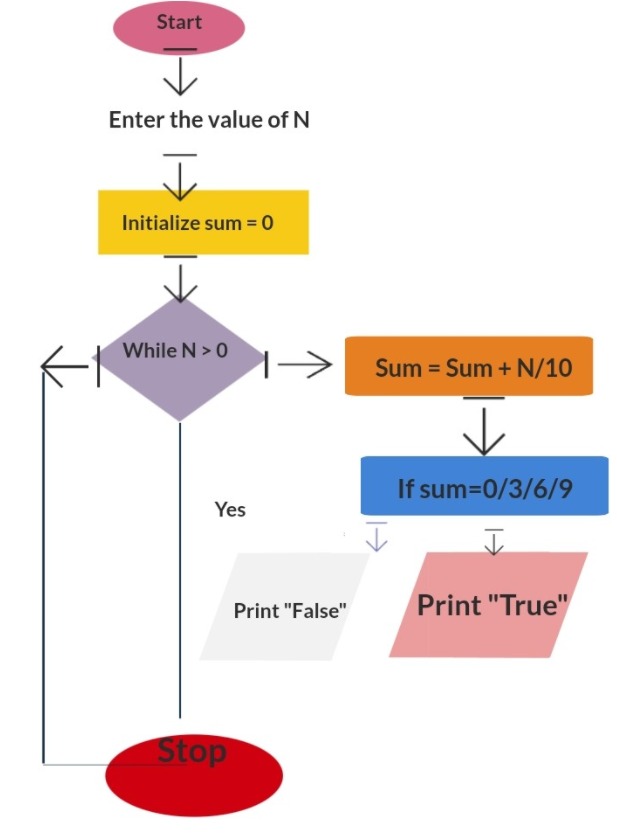 Start
Enter the value of N
Initialize sum = 0
While N > 0
Sum = Sum + N/10
If sum=0/3/6/9
Yes
Print "False"
Print "True"
Stop